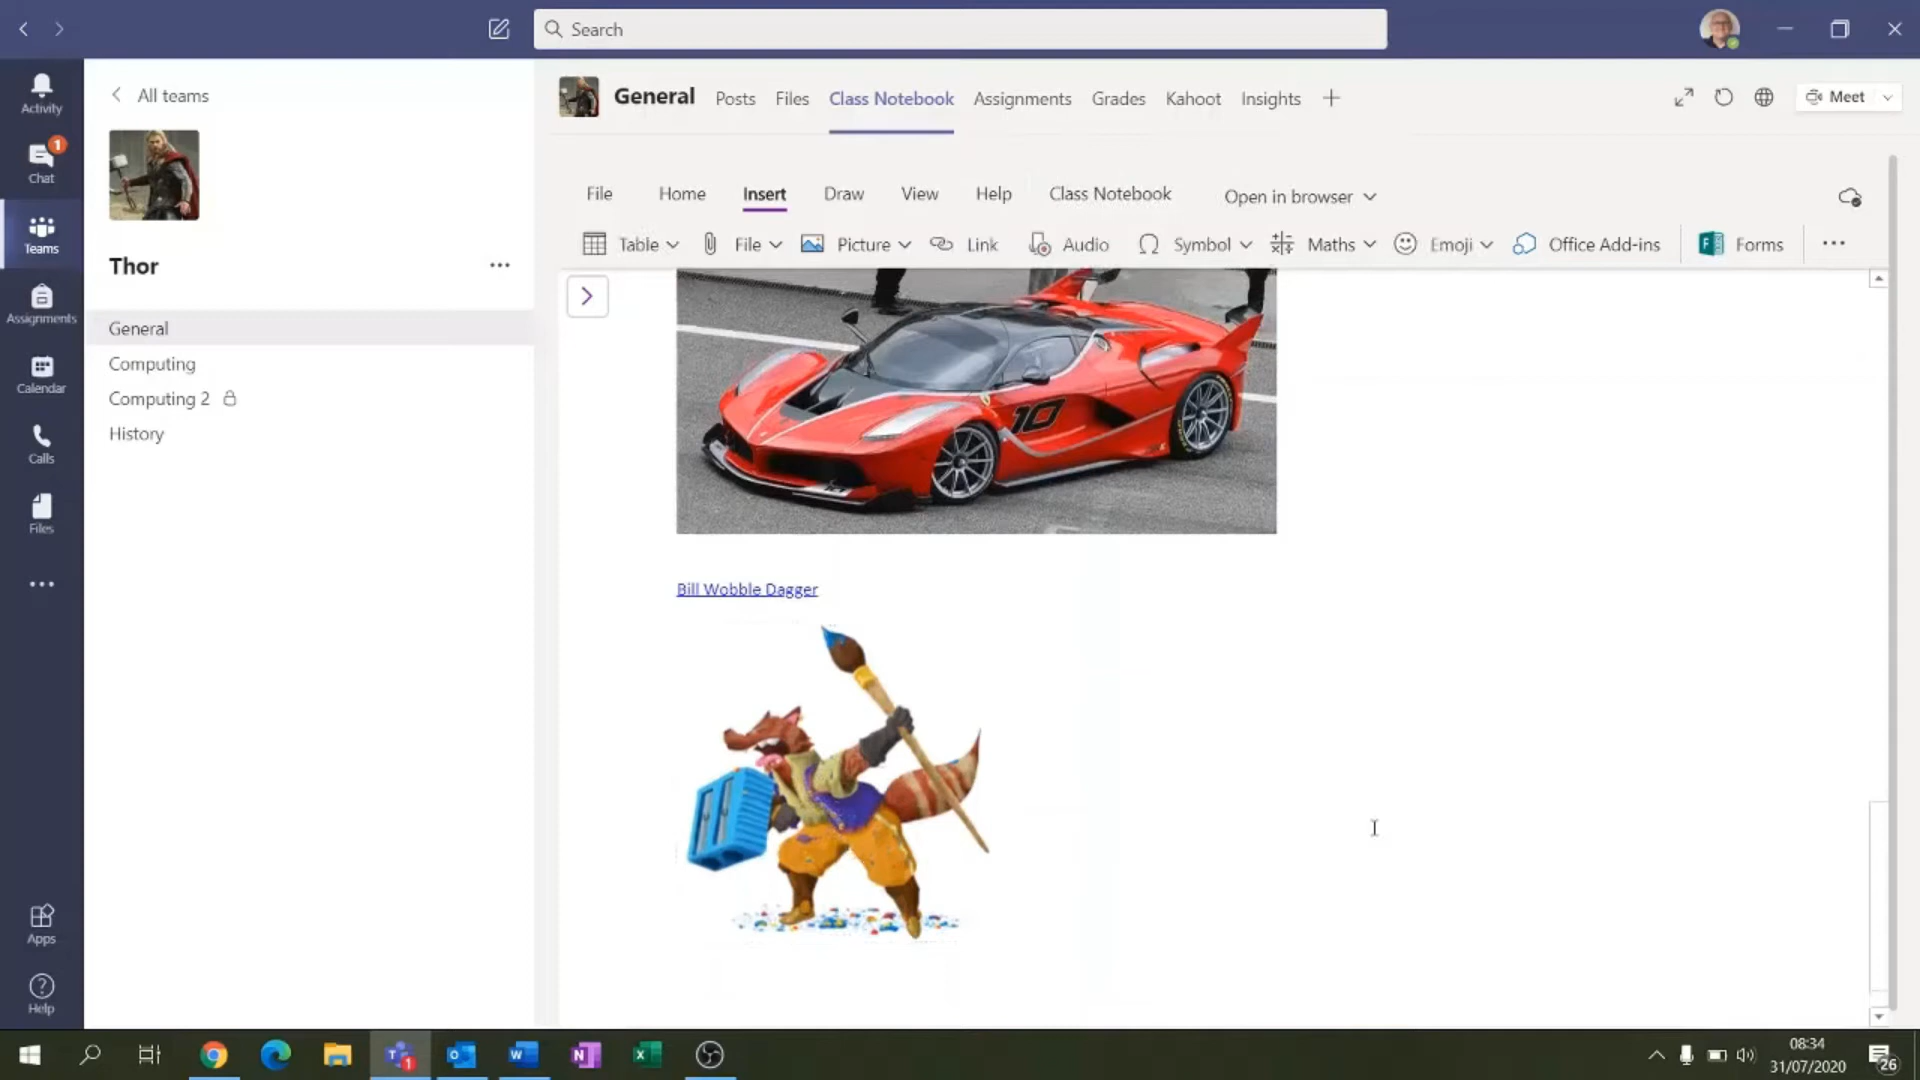 Search
Activity
Chat
1
Teams
Assignments
Calendar
Calls
Files
Apps
Help
All teams
Thor
General
Computing
Computing 2
History
General Posts Files Class Notebook Assignments Grades Kahoot Insights
Meet
File Home Insert Draw View Help Class Notebook Open in browser
Table File Picture Link Audio Symbol Maths Emoji Office Add-ins Forms
10
Bill Wobble Dagger
08:34
31/07/2020
26